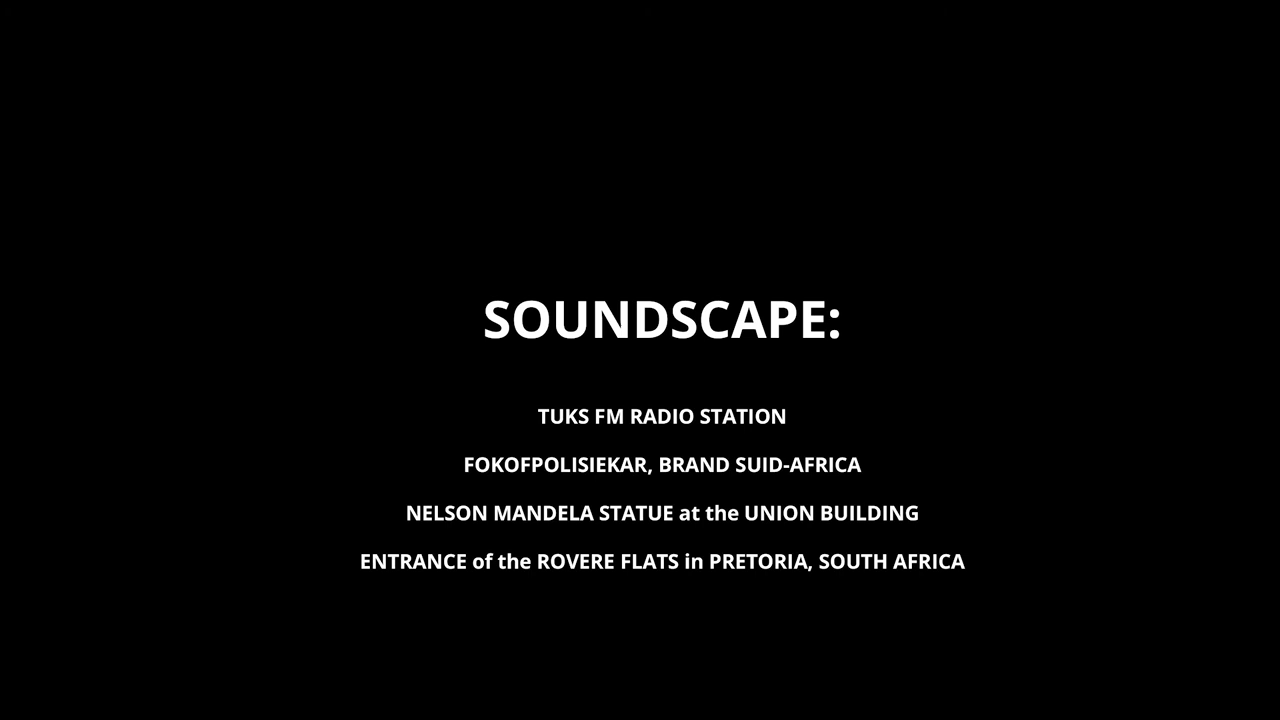 SOUNDSCAPE:
TUKS FM RADIO STATION
FOKOFPOLISIEKAR, BRAND SUID-AFRICA
NELSON MANDELA STATUE at the UNION BUILDING
ENTRANCE of the ROVERE FLATS in PRETORIA, SOUTH AFRICA